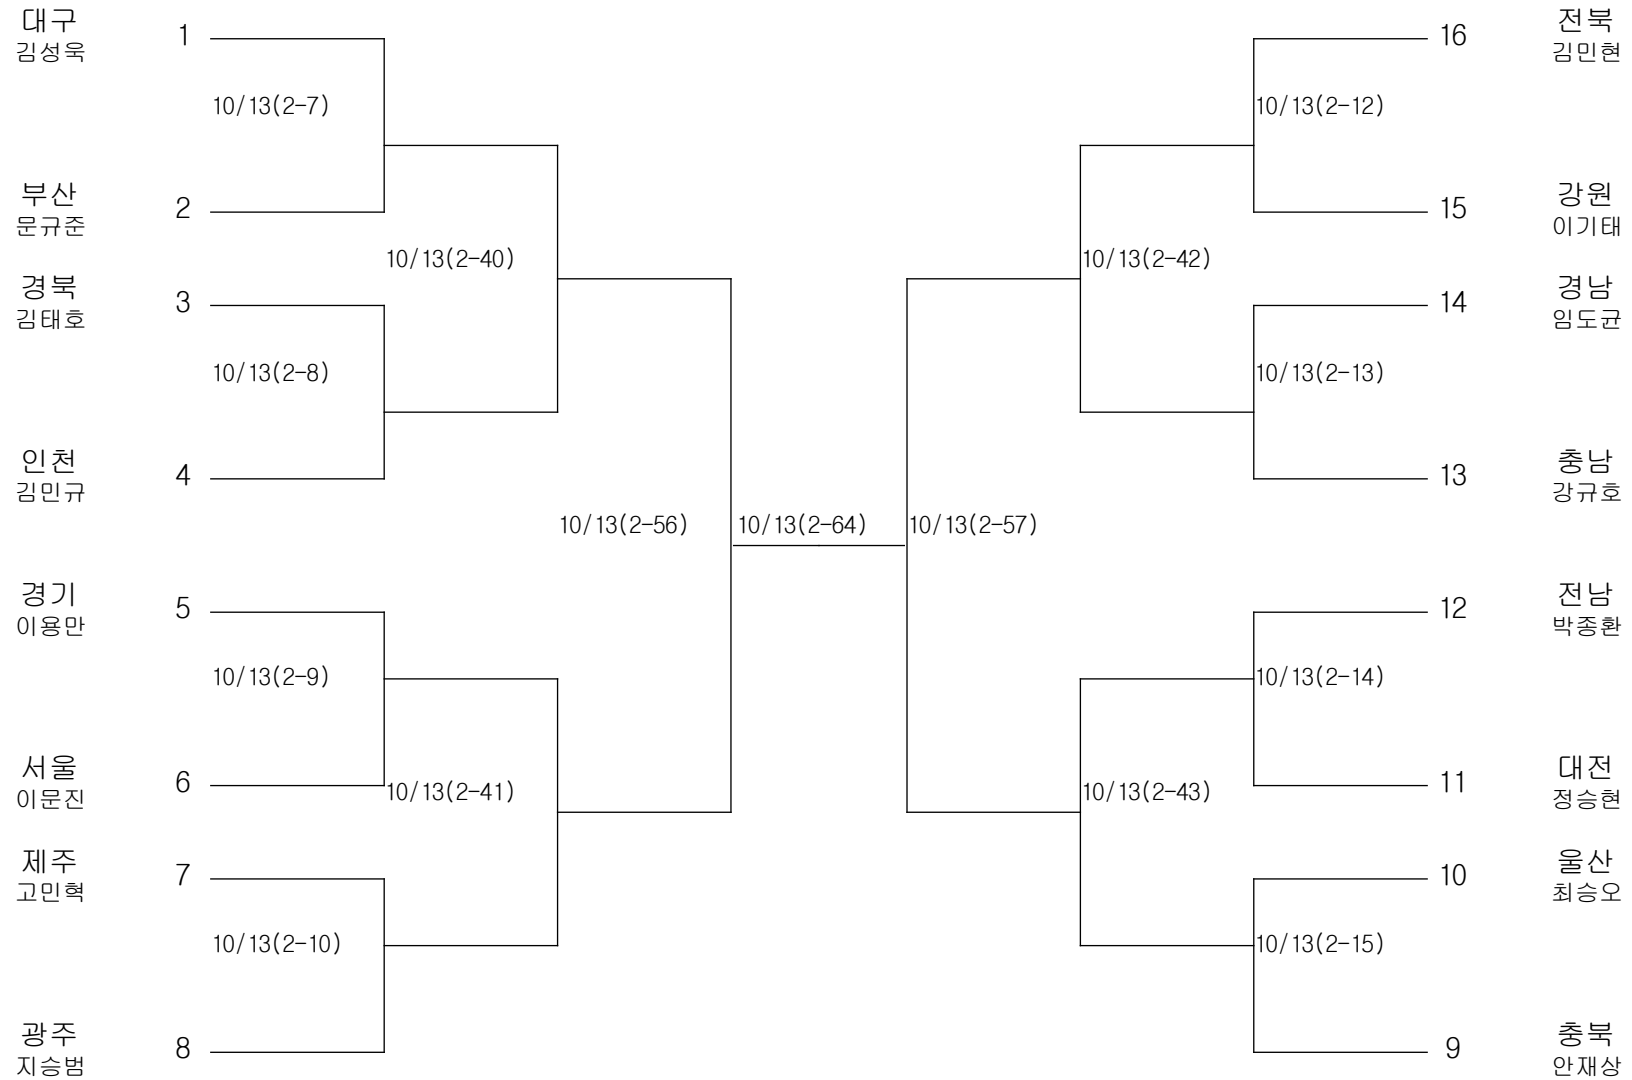 대구
김성욱
1
16
전북
김민현
10/13(2-7)
10/13(2-12)
부산
문규준
2
15
강원
이기태
10/13(2-40)
10/13(2-42)
경북
김태호
3
14
경남
임도균
10/13(2-8)
10/13(2-13)
인천
김민규
4
13
충남
강규호
10/13(2-56)
10/13(2-64)
10/13(2-57)
경기
이용만
5
12
전남
박종환
10/13(2-9)
10/13(2-14)
서울
이문진
6
11
대전
정승현
10/13(2-41)
10/13(2-43)
제주
고민혁
7
10
울산
최승오
10/13(2-10)
10/13(2-15)
광주
지승범
8
9
충북
안재상